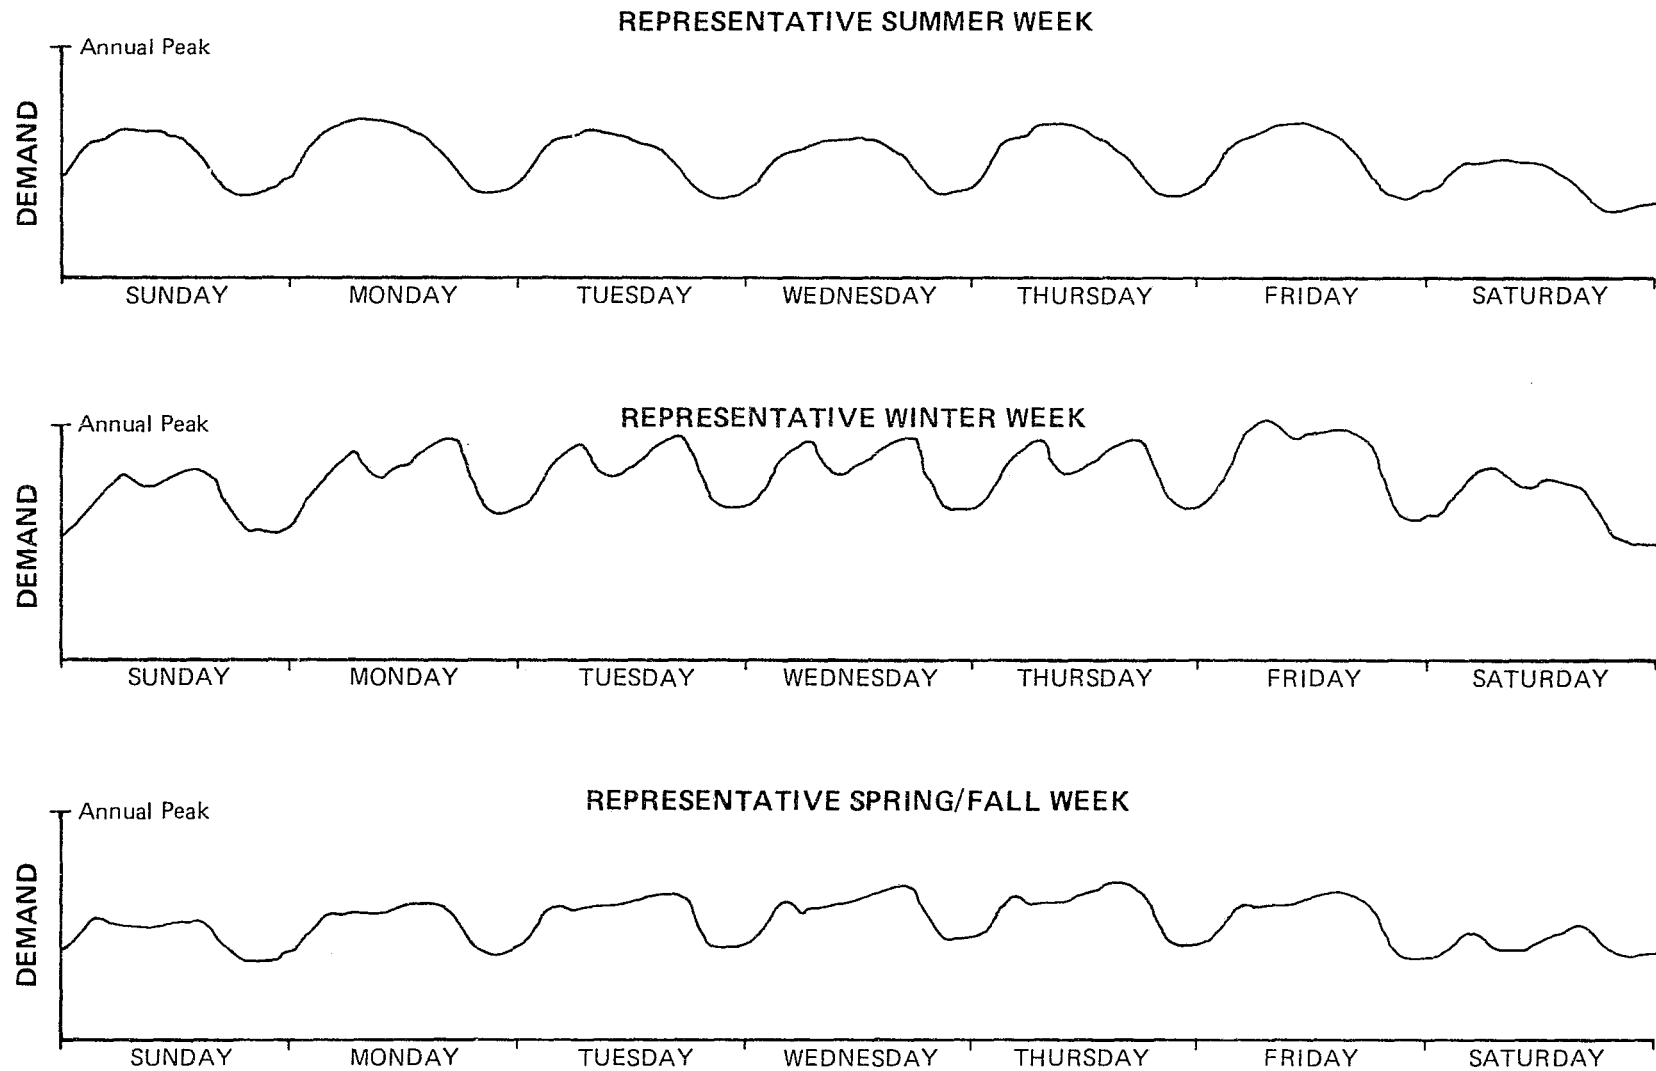 REPRESENTATIVE SUMMER WEEK
Annual Peak
DEMAND
SUNDAY MONDAY TUESDAY WEDNESDAY THURSDAY FRIDAY SATURDAY
REPRESENTATIVE WINTER WEEK
Annual Peak
DEMAND
SUNDAY MONDAY TUESDAY WEDNESDAY THURSDAY FRIDAY SATURDAY
REPRESENTATIVE SPRING/FALL WEEK
Annual Peak
DEMAND
SUNDAY MONDAY TUESDAY WEDNESDAY THURSDAY FRIDAY SATURDAY